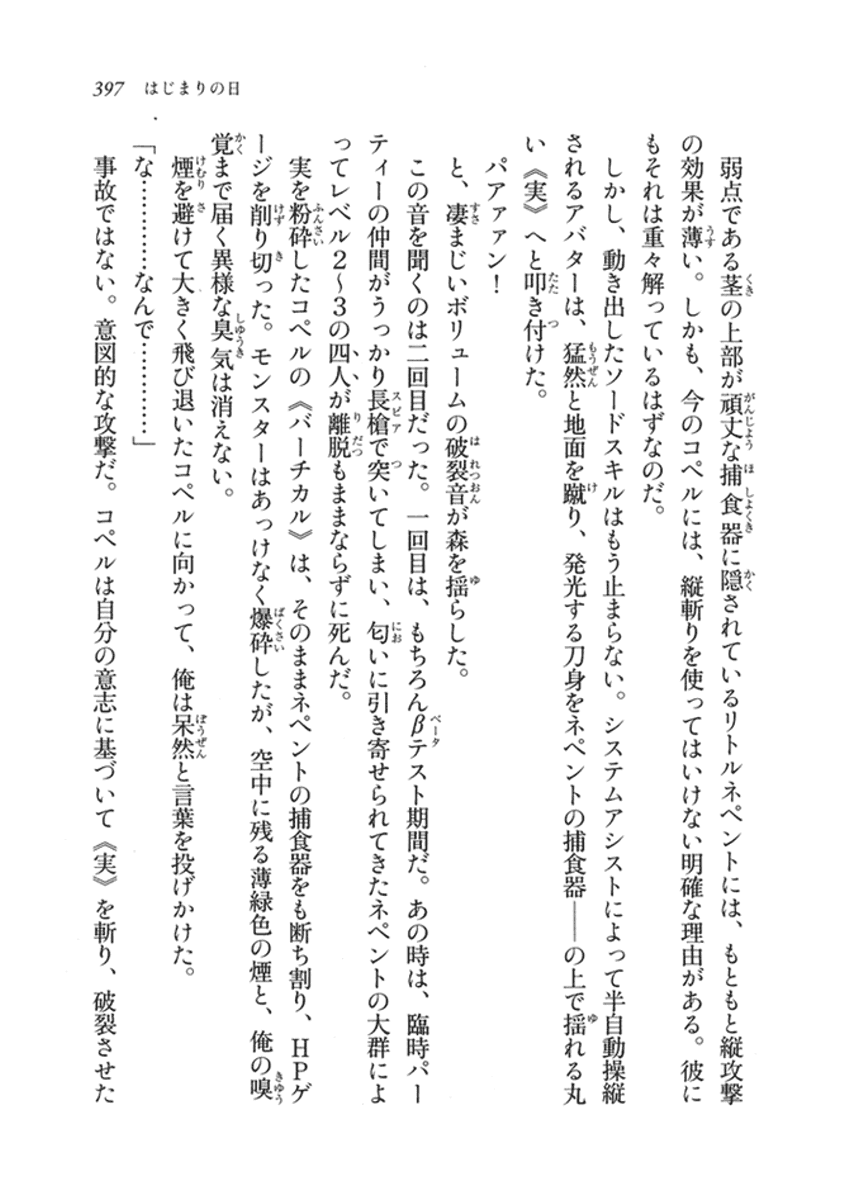 397 はじまりの日
弱点である茎の上部が頑丈な捕食器に隠されているリトルネペントには、もともと縦攻撃
の効果が薄い。しかも、今のコペルには、縦斬りを使ってはいけない明確な理由がある。彼に
もそれは重々解っているはずなのだ。
しかし、動き出したソードスキルはもう止まらない。システムアシストによって半自動操縦
されるアバターは、猛然と地面を蹴り、発光する刀身をネペントの捕食器――の上で揺れる丸
い《実》へと叩き付けた。
パアァァン！
と、凄まじいボリュームの破裂音が森を揺らした。
この音を聞くのは二回目だった。一回目は、もちろんβテスト期間だ。あの時は、臨時パー
ティーの仲間がうっかり長槍で突いてしまい、匂いに引き寄せられてきたネペントの大群によ
ってレベル２〜３の四人が離脱もままならずに死んだ。
実を粉砕したコペルの《バーチカル》は、そのままネペントの捕食器をも断ち割り、ＨＰゲ
ージを削り切った。モンスターはあっけなく爆砕したが、空中に残る薄緑色の煙と、俺の嗅
覚まで届く異様な臭気は消えない。
煙を避けて大きく飛び退いたコペルに向かって、俺は呆然と言葉を投げかけた。
「な…………なんで…………」
事故ではない。意図的な攻撃だ。コペルは自分の意志に基づいて《実》を斬り、破裂させた